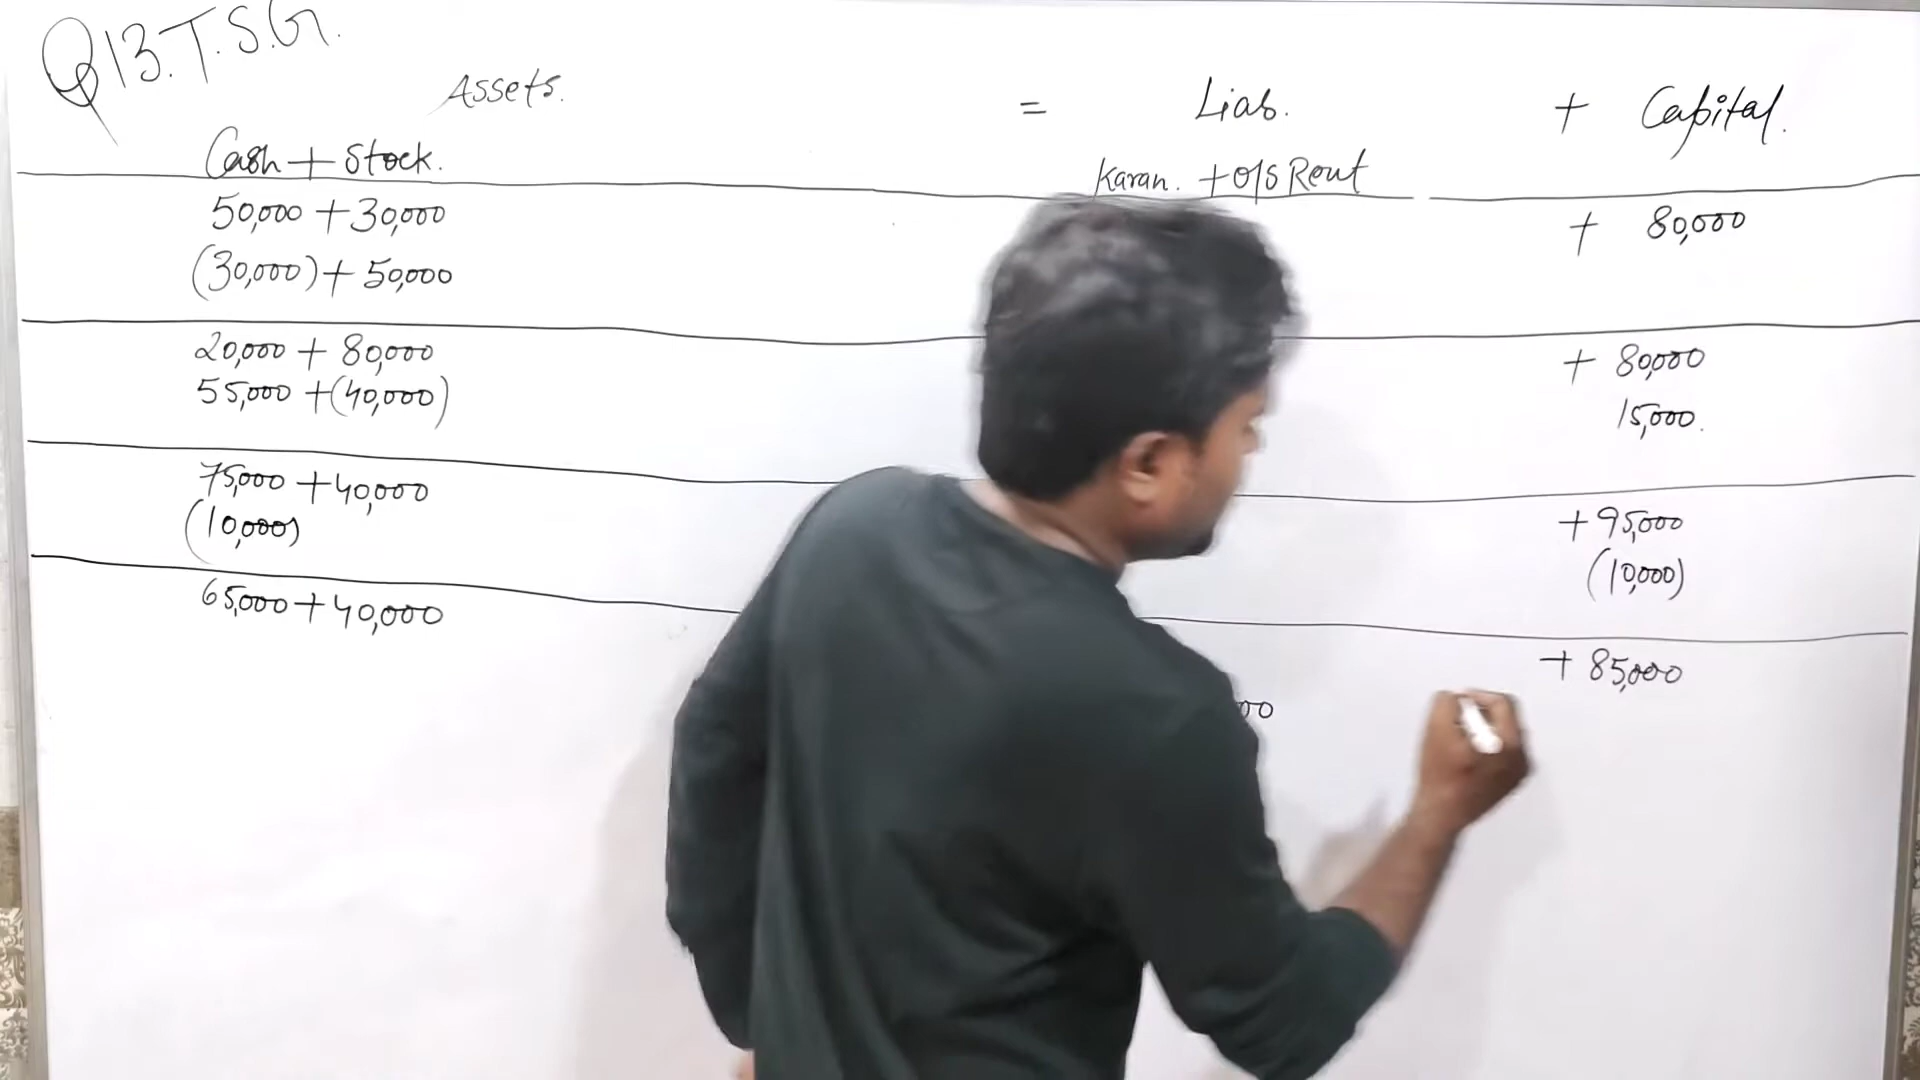 Q13. T.S.G.
Assets. = Liab. + Capital.
Cash + Stock. Karan. + O/S Rent
50,000 + 30,000 + 80,000
(30,000) + 50,000
20,000 + 80,000 + 80,000
55,000 + (40,000) 15,000.
75,000 + 40,000 + 95,000
(10,000) (10,000)
65,000 + 40,000 + 85,000